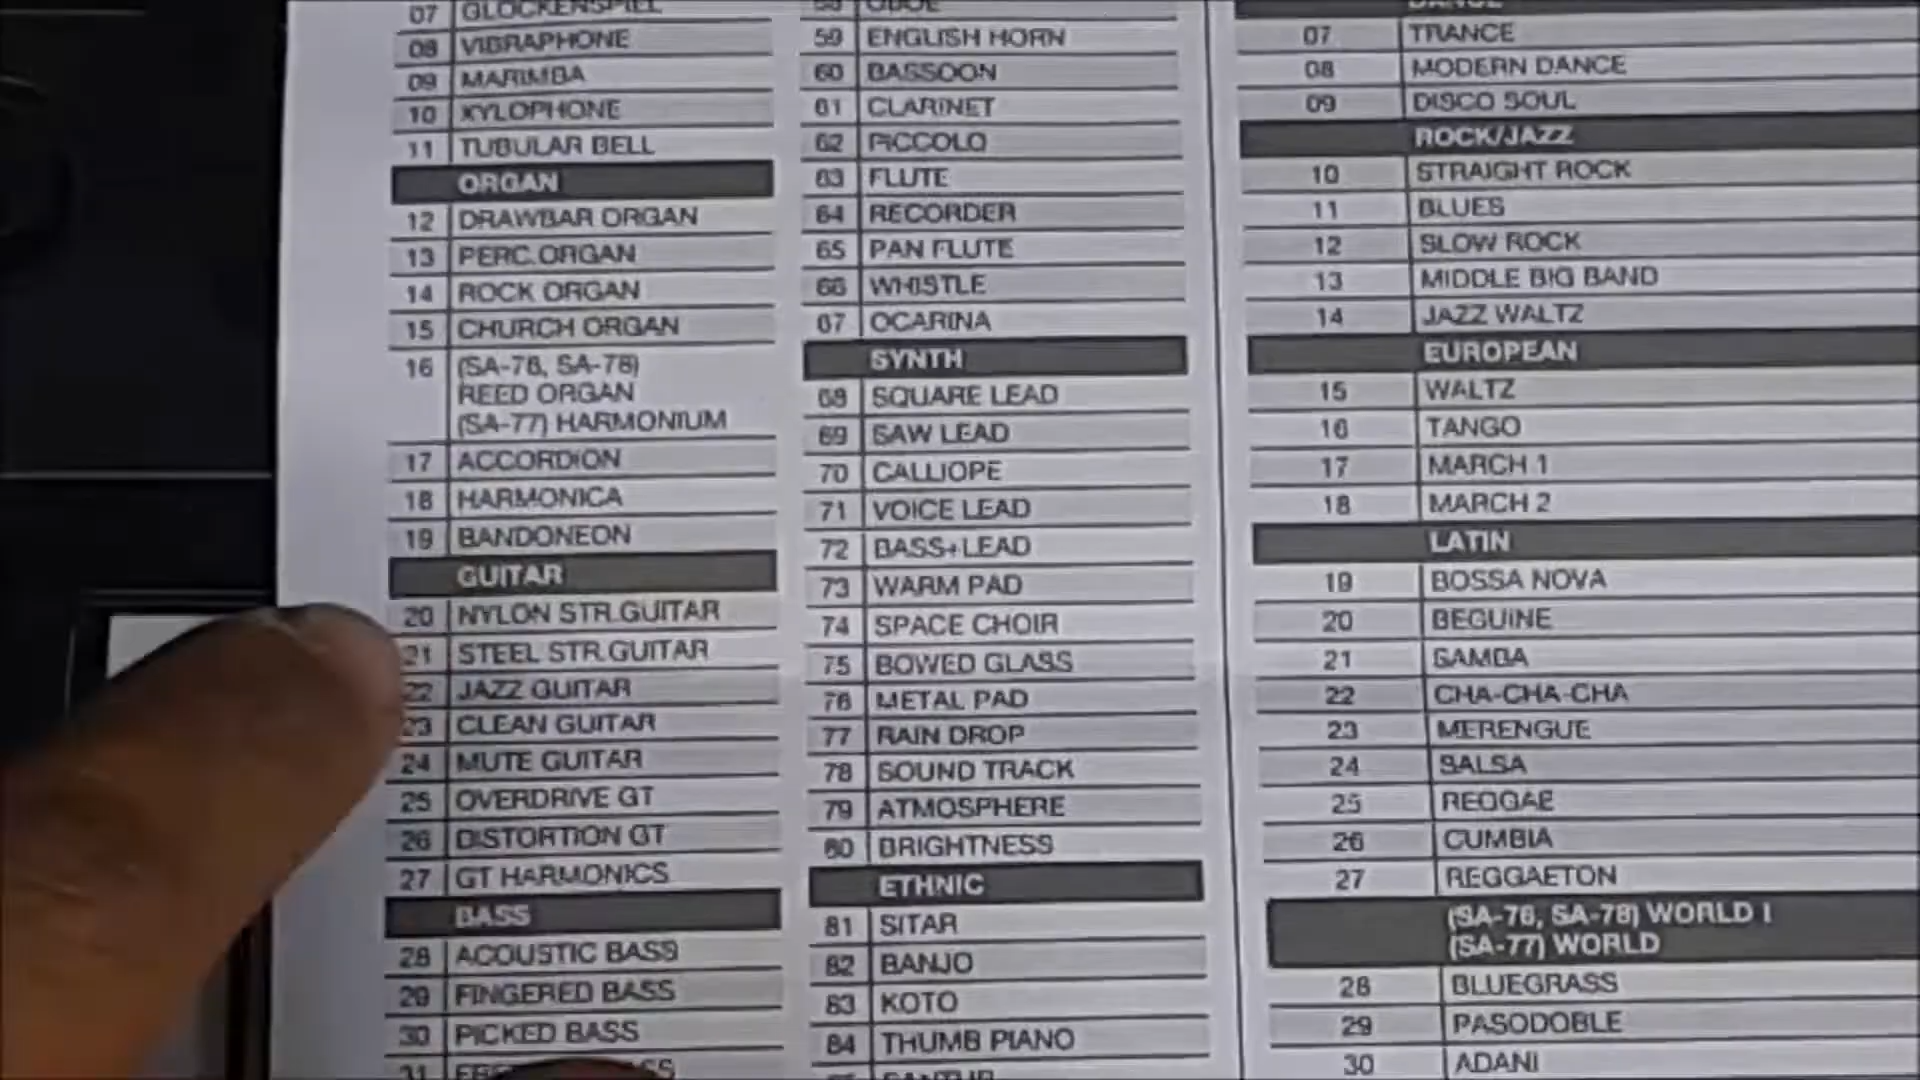 07 GLOCKENSPIEL
08 VIBRAPHONE
09 MARIMBA
10 XYLOPHONE
11 TUBULAR BELL
ORGAN
12 DRAWBAR ORGAN
13 PERC.ORGAN
14 ROCK ORGAN
15 CHURCH ORGAN
16 (SA-76, SA-78)
REED ORGAN
(SA-77) HARMONIUM
17 ACCORDION
18 HARMONICA
19 BANDONEON
GUITAR
20 NYLON STR.GUITAR
21 STEEL STR.GUITAR
22 JAZZ GUITAR
23 CLEAN GUITAR
24 MUTE GUITAR
25 OVERDRIVE GT
26 DISTORTION GT
27 GT HARMONICS
BASS
28 ACOUSTIC BASS
29 FINGERED BASS
30 PICKED BASS
31
58 OBOE
59 ENGLISH HORN
60 BASSOON
61 CLARINET
62 PICCOLO
63 FLUTE
64 RECORDER
65 PAN FLUTE
66 WHISTLE
67 OCARINA
SYNTH
68 SQUARE LEAD
69 SAW LEAD
70 CALLIOPE
71 VOICE LEAD
72 BASS+LEAD
73 WARM PAD
74 SPACE CHOIR
75 BOWED GLASS
76 METAL PAD
77 RAIN DROP
78 SOUND TRACK
79 ATMOSPHERE
80 BRIGHTNESS
ETHNIC
81 SITAR
82 BANJO
83 KOTO
84 THUMB PIANO
SANTUR
DANCE
07 TRANCE
08 MODERN DANCE
09 DISCO SOUL
ROCK/JAZZ
10 STRAIGHT ROCK
11 BLUES
12 SLOW ROCK
13 MIDDLE BIG BAND
14 JAZZ WALTZ
EUROPEAN
15 WALTZ
16 TANGO
17 MARCH 1
18 MARCH 2
LATIN
19 BOSSA NOVA
20 BEGUINE
21 SAMBA
22 CHA-CHA-CHA
23 MERENGUE
24 SALSA
25 REGGAE
26 CUMBIA
27 REGGAETON
(SA-76, SA-78) WORLD I
(SA-77) WORLD
28 BLUEGRASS
29 PASODOBLE
30 ADANI